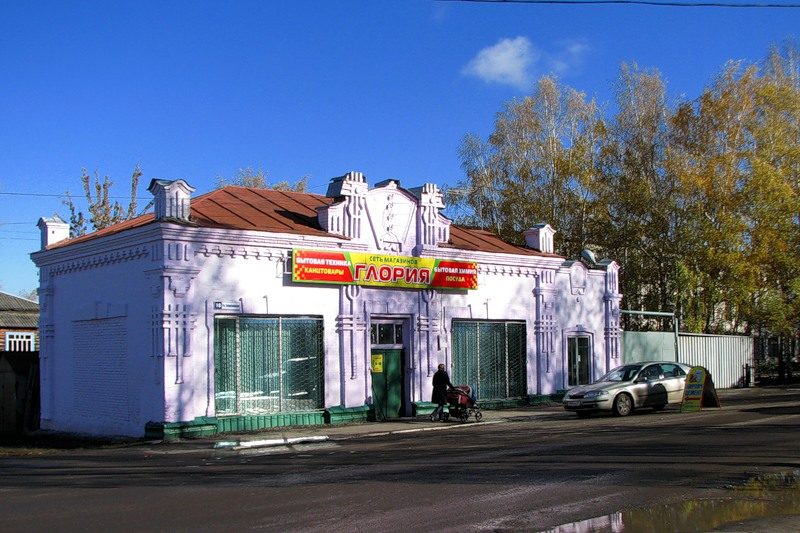 СЕТЬ МАГАЗИНОВ
БЫТОВАЯ ТЕХНИКА
КАНЦТОВАРЫ
ГЛОРИЯ
БЫТОВАЯ ХИМИЯ
ПОСУДА